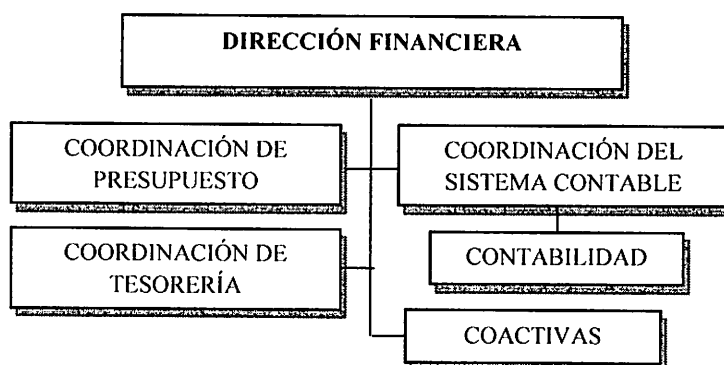 DIRECCIÓN FINANCIERA
COORDINACIÓN DE
PRESUPUESTO
COORDINACIÓN DEL
SISTEMA CONTABLE
COORDINACIÓN DE
TESORERÍA
CONTABILIDAD
COACTIVAS